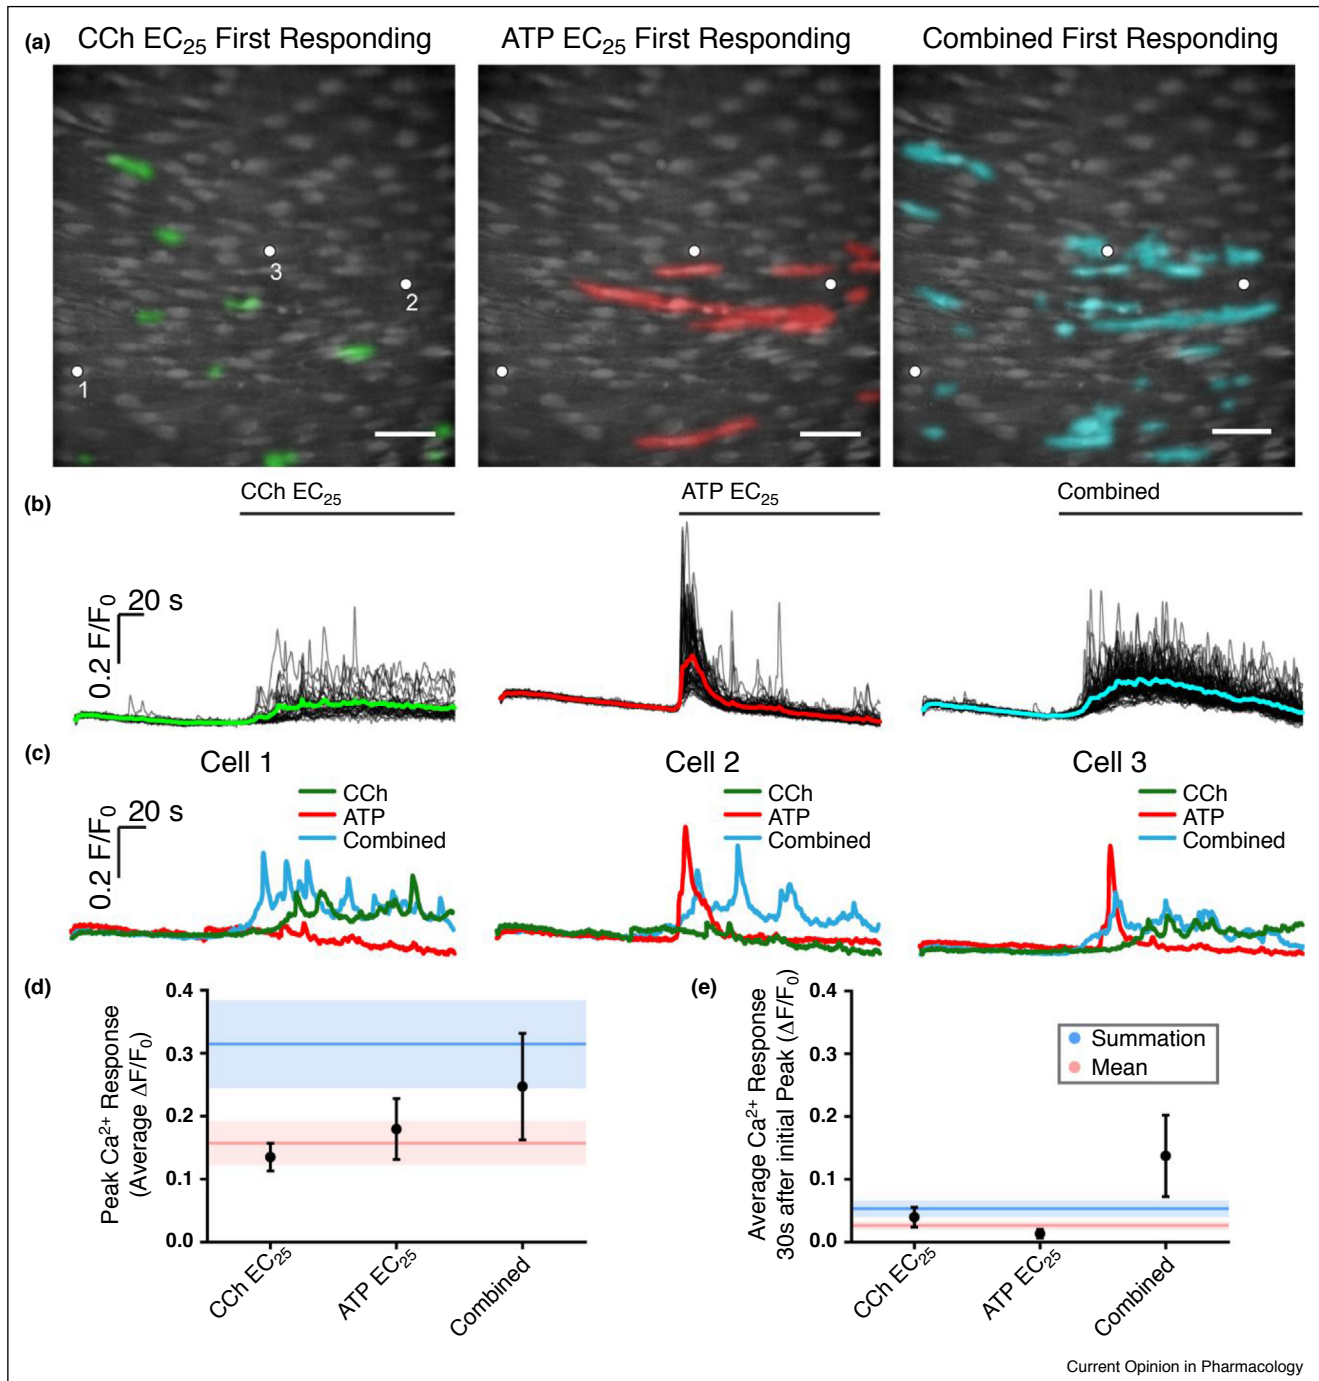 (a)
CCh EC25 First Responding
ATP EC25 First Responding
Combined First Responding
3
2
1
(b)
CCh EC25
ATP EC25
Combined
20 s
0.2 F/F0
(c)
Cell 1
Cell 2
Cell 3
20 s
0.2 F/F0
CCh
ATP
Combined
CCh
ATP
Combined
CCh
ATP
Combined
(d)
Peak Ca2+ Response
(Average ΔF/F0)
0.4
0.3
0.2
0.1
0.0
CCh EC25
ATP EC25
Combined
(e)
Average Ca2+ Response
30s after initial Peak (ΔF/F0)
0.4
0.3
0.2
0.1
0.0
Summation
Mean
CCh EC25
ATP EC25
Combined
Current Opinion in Pharmacology